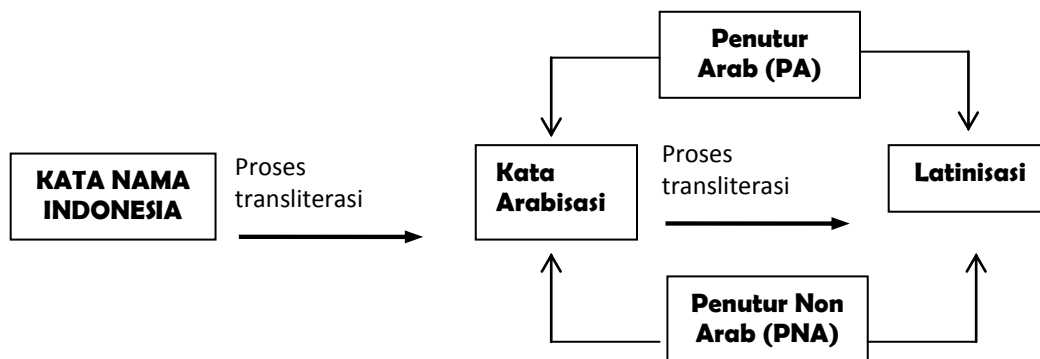 Penutur
Arab (PA)
KATA NAMA
INDONESIA
Proses
transliterasi
Kata
Arabisasi
Proses
transliterasi
Latinisasi
Penutur Non
Arab (PNA)